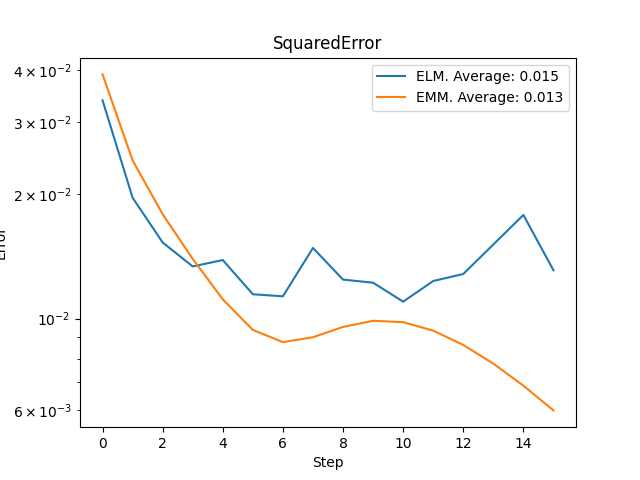 SquaredError
ELM. Average: 0.015
EMM. Average: 0.013
4 × 10⁻²
3 × 10⁻²
2 × 10⁻²
10⁻²
6 × 10⁻³
Error
0 2 4 6 8 10 12 14
Step